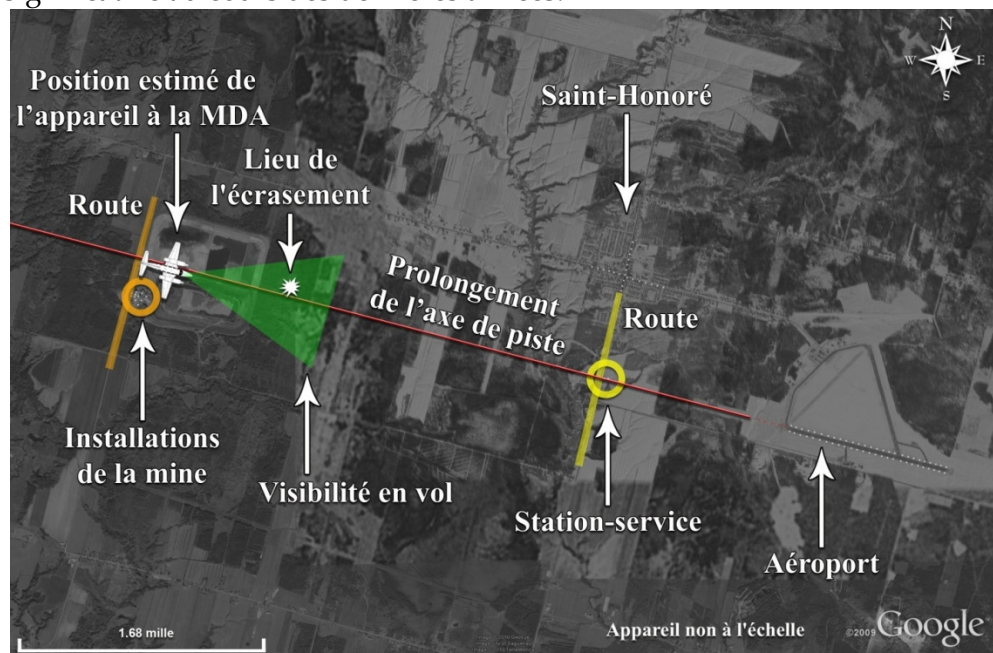 N
W E
S
Position estimé de
l'appareil à la MDA
Saint-Honoré
Lieu de
l'écrasement
Route
Prolongement
de l'axe de piste
Route
Installations
de la mine
Visibilité en vol
Station-service
Aéroport
1.68 mille
Appareil non à l'échelle
©2009 Google